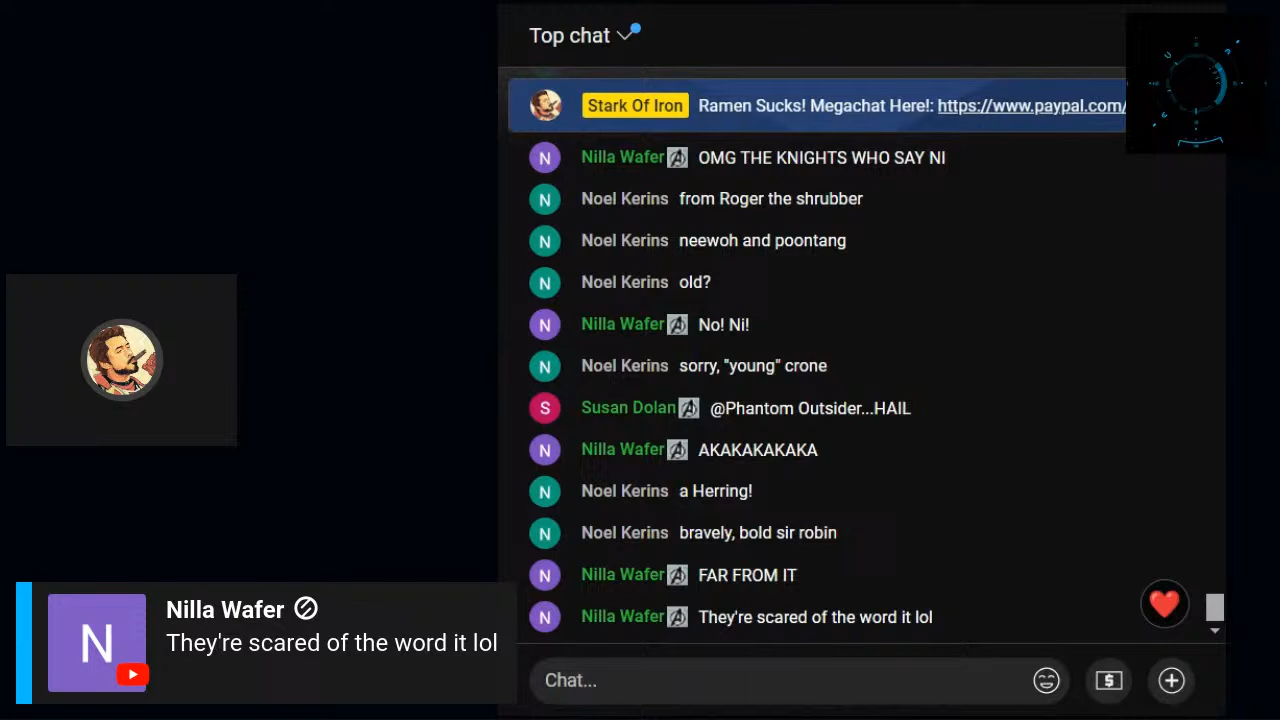 Top chat
Stark Of Iron Ramen Sucks! Megachat Here!: https://www.paypal.com/
N Nilla Wafer OMG THE KNIGHTS WHO SAY NI
N Noel Kerins from Roger the shrubber
N Noel Kerins neewoh and poontang
N Noel Kerins old?
N Nilla Wafer No! Ni!
N Noel Kerins sorry, "young" crone
S Susan Dolan @Phantom Outsider...HAIL
N Nilla Wafer AKAKAKAKAKA
N Noel Kerins a Herring!
N Noel Kerins bravely, bold sir robin
N Nilla Wafer FAR FROM IT
N Nilla Wafer They're scared of the word it lol
Chat...
N Nilla Wafer
They're scared of the word it lol